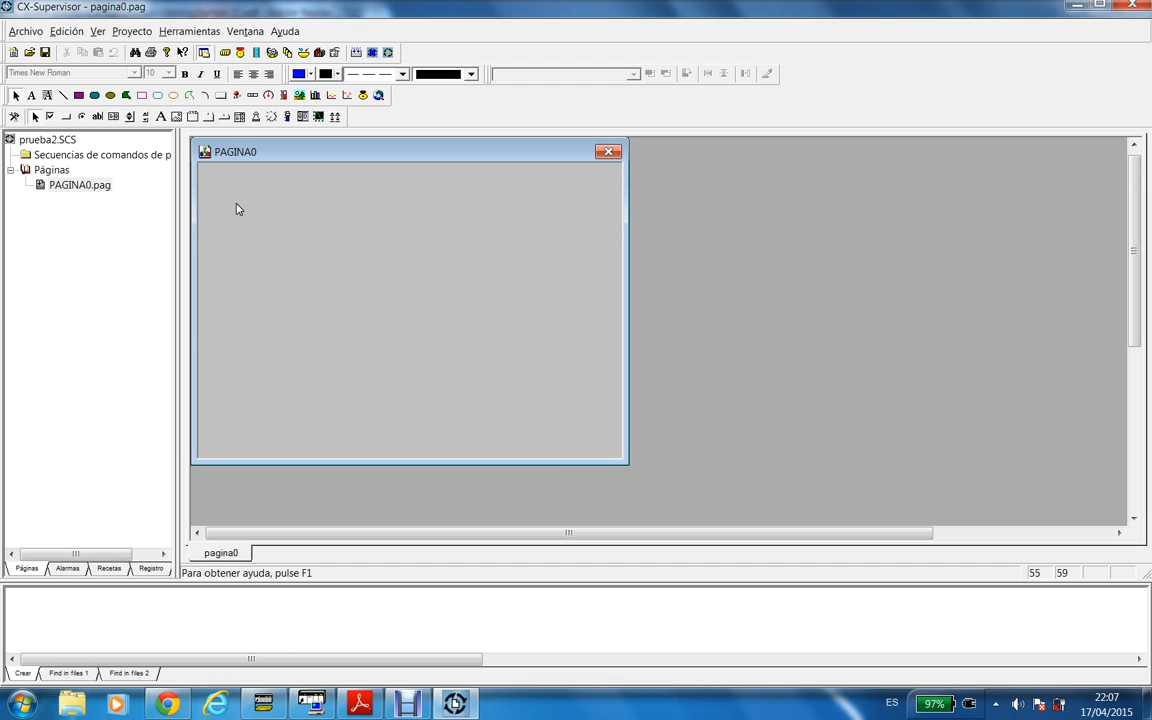 CX-Supervisor - pagina0.pag
Archivo Edición Ver Proyecto Herramientas Ventana Ayuda
Times New Roman 10 B I U
A A
ab| A
prueba2.SCS
Secuencias de comandos de p
Páginas
PAGINA0.pag
PAGINA0
Páginas Alarmas Recetas Registro
pagina0
Para obtener ayuda, pulse F1 55 59
Crear Find in files 1 Find in files 2
ES 97% 22:07
17/04/2015